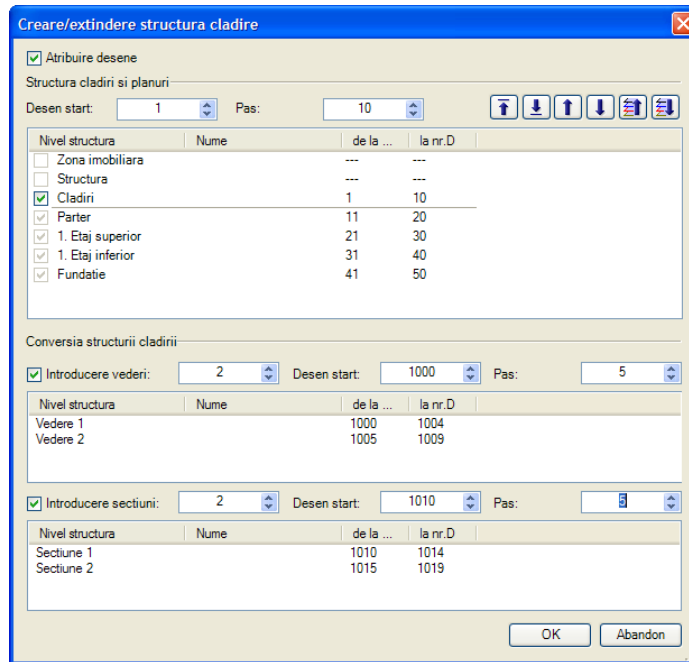 Creare/extindere structura cladire
Atribuire desene
Structura cladiri si planuri
Desen start: 1 Pas: 10
Nivel structura Nume de la ... la nr.D
Zona imobiliara --- ---
Structura --- ---
Cladiri 1 10
Parter 11 20
1. Etaj superior 21 30
1. Etaj inferior 31 40
Fundatie 41 50
Conversia structurii cladirii
Introducere vederi: 2 Desen start: 1000 Pas: 5
Nivel structura Nume de la ... la nr.D
Vedere 1 1000 1004
Vedere 2 1005 1009
Introducere sectiuni: 2 Desen start: 1010 Pas: 5
Nivel structura Nume de la ... la nr.D
Sectiune 1 1010 1014
Sectiune 2 1015 1019
OK Abandon